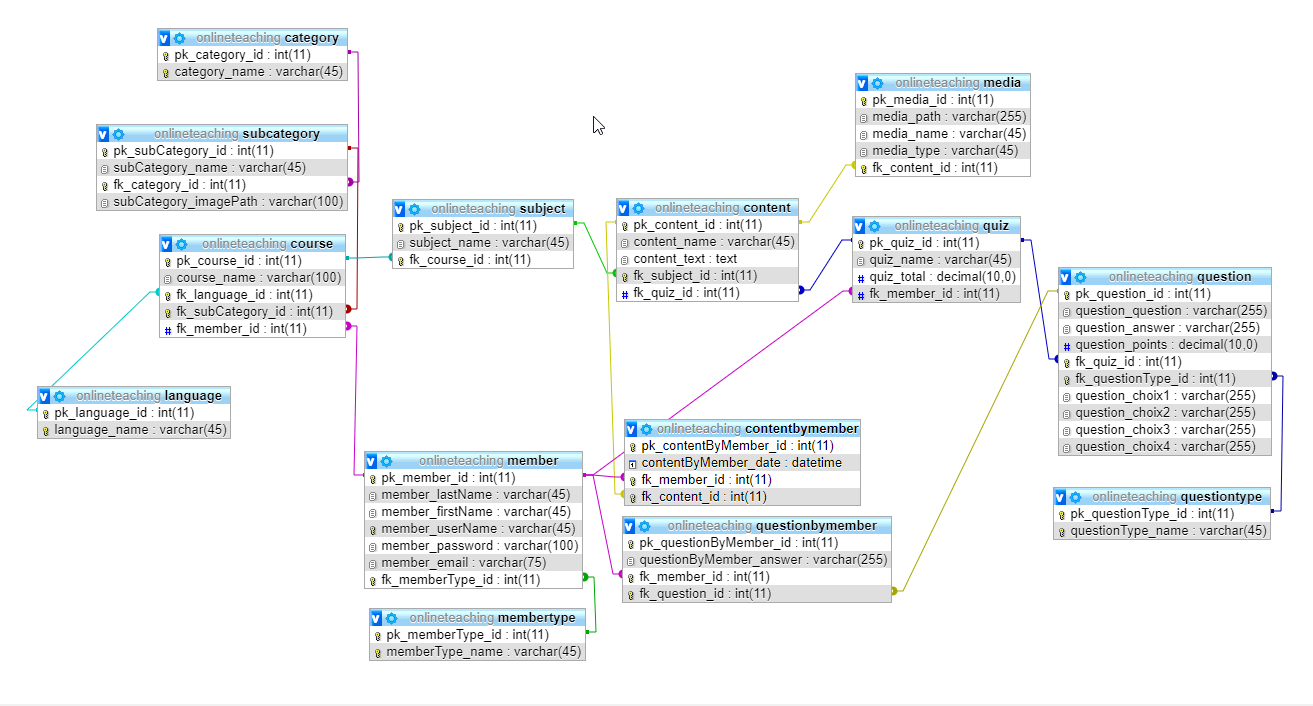 onlineteaching category
pk_category_id : int(11)
category_name : varchar(45)
onlineteaching subcategory
pk_subCategory_id : int(11)
subCategory_name : varchar(45)
fk_category_id : int(11)
subCategory_imagePath : varchar(100)
onlineteaching course
pk_course_id : int(11)
course_name : varchar(100)
fk_language_id : int(11)
fk_subCategory_id : int(11)
fk_member_id : int(11)
onlineteaching language
pk_language_id : int(11)
language_name : varchar(45)
onlineteaching subject
pk_subject_id : int(11)
subject_name : varchar(45)
fk_course_id : int(11)
onlineteaching member
pk_member_id : int(11)
member_lastName : varchar(45)
member_firstName : varchar(45)
member_userName : varchar(45)
member_password : varchar(100)
member_email : varchar(75)
fk_memberType_id : int(11)
onlineteaching membertype
pk_memberType_id : int(11)
memberType_name : varchar(45)
onlineteaching content
pk_content_id : int(11)
content_name : varchar(45)
content_text : text
fk_subject_id : int(11)
fk_quiz_id : int(11)
onlineteaching contentbymember
pk_contentByMember_id : int(11)
contentByMember_date : datetime
fk_member_id : int(11)
fk_content_id : int(11)
onlineteaching questionbymember
pk_questionByMember_id : int(11)
questionByMember_answer : varchar(255)
fk_member_id : int(11)
fk_question_id : int(11)
onlineteaching media
pk_media_id : int(11)
media_path : varchar(255)
media_name : varchar(45)
media_type : varchar(45)
fk_content_id : int(11)
onlineteaching quiz
pk_quiz_id : int(11)
quiz_name : varchar(45)
quiz_total : decimal(10,0)
fk_member_id : int(11)
onlineteaching question
pk_question_id : int(11)
question_question : varchar(255)
question_answer : varchar(255)
question_points : decimal(10,0)
fk_quiz_id : int(11)
fk_questionType_id : int(11)
question_choix1 : varchar(255)
question_choix2 : varchar(255)
question_choix3 : varchar(255)
question_choix4 : varchar(255)
onlineteaching questiontype
pk_questionType_id : int(11)
questionType_name : varchar(45)